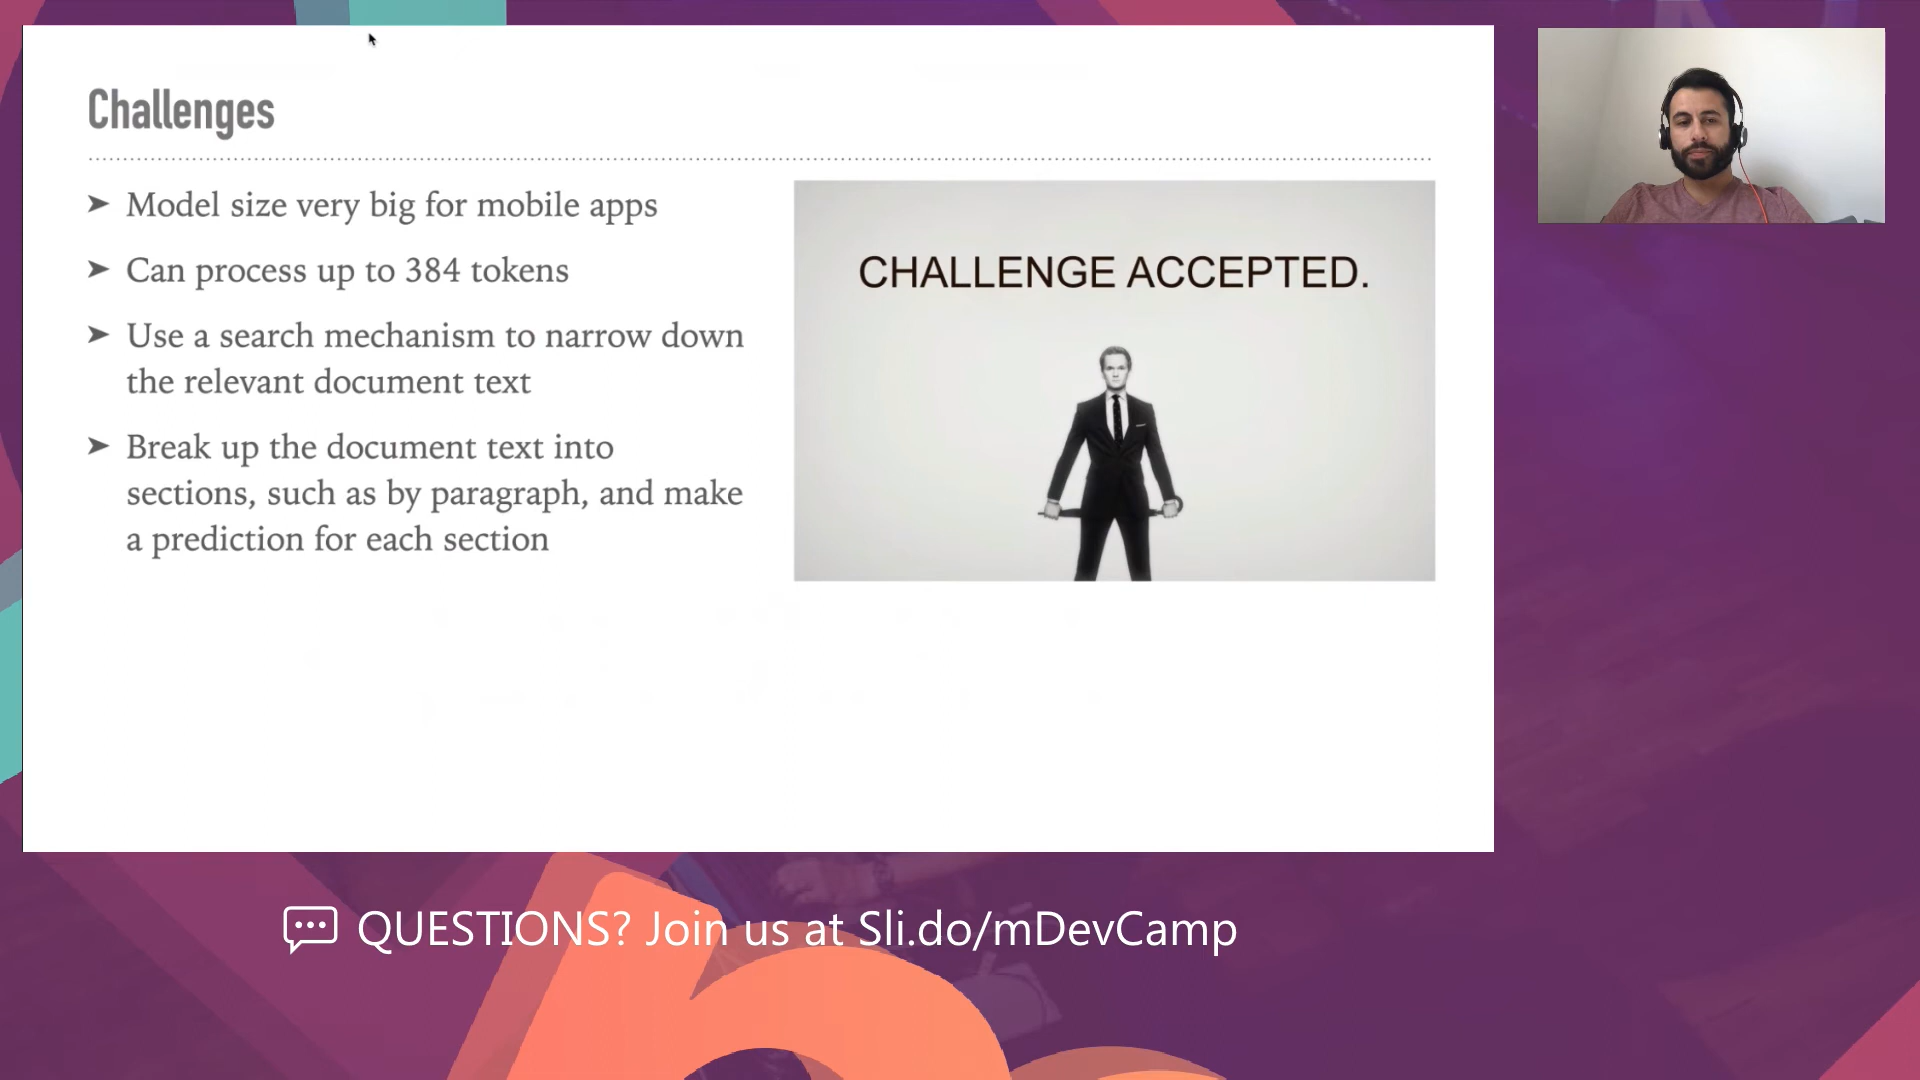 Challenges
➤ Model size very big for mobile apps
➤ Can process up to 384 tokens
➤ Use a search mechanism to narrow down
the relevant document text
➤ Break up the document text into
sections, such as by paragraph, and make
a prediction for each section
CHALLENGE ACCEPTED.
QUESTIONS? Join us at Sli.do/mDevCamp